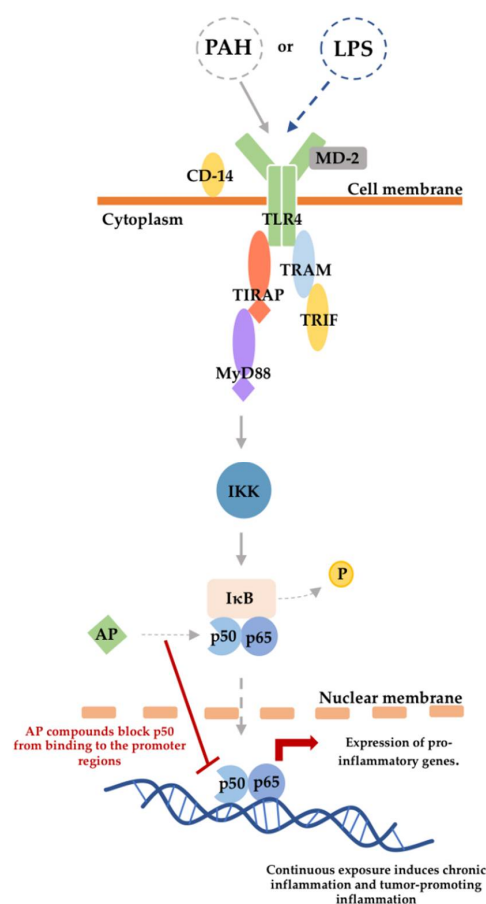 PAH or LPS
MD-2
CD-14
Cell membrane
Cytoplasm
TLR4
TRAM
TIRAP
TRIF
MyD88
IKK
P
IκB
AP
p50 p65
Nuclear membrane
AP compounds block p50
from binding to the promoter
regions
Expression of pro-
inflammatory genes.
p50 p65
Continuous exposure induces chronic
inflammation and tumor-promoting
inflammation